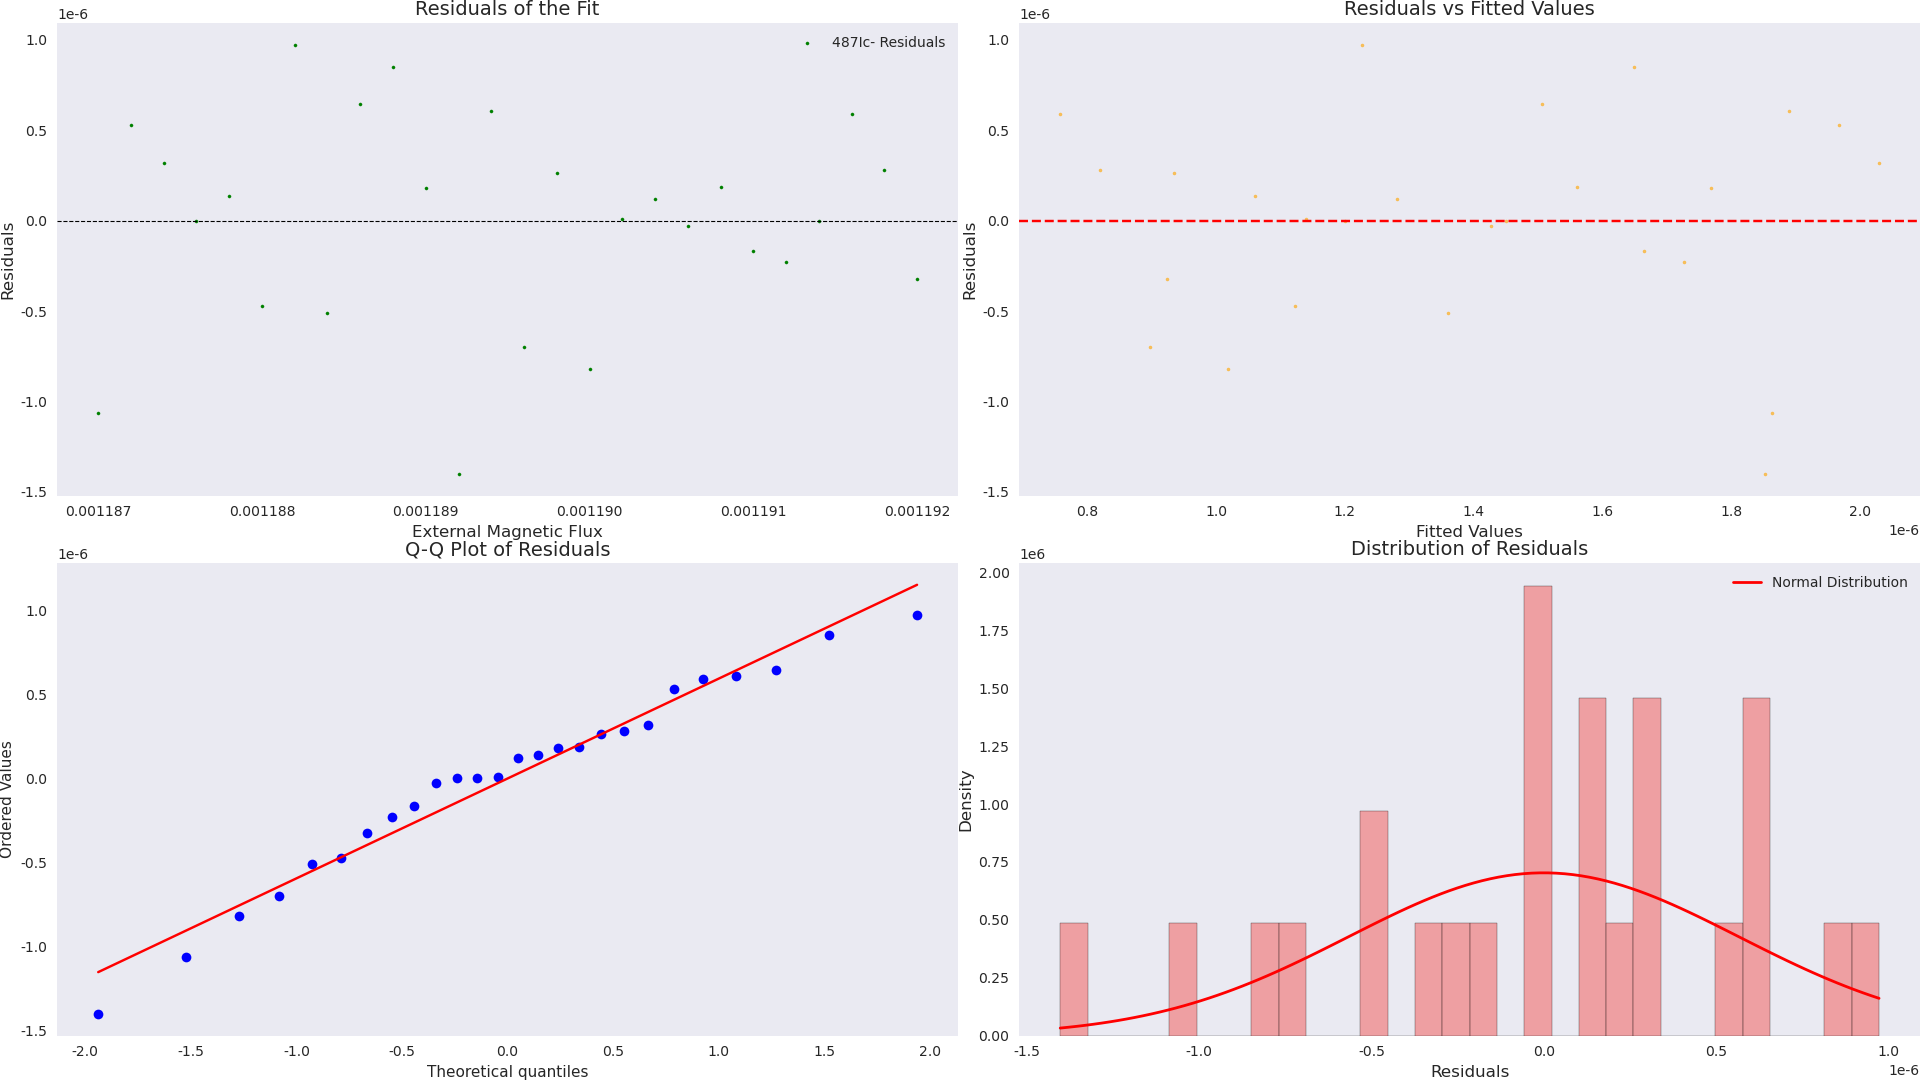 Residuals of the Fit
1e-6
1.0
0.5
0.0
-0.5
-1.0
-1.5
Residuals
487Ic- Residuals
0.001187 0.001188 0.001189 0.001190 0.001191 0.001192
External Magnetic Flux
Residuals vs Fitted Values
1e-6
1.0
0.5
0.0
-0.5
-1.0
-1.5
Residuals
0.8 1.0 1.2 1.4 1.6 1.8 2.0
1e-6
Fitted Values
Q-Q Plot of Residuals
1e-6
1.0
0.5
0.0
-0.5
-1.0
-1.5
Ordered Values
-2.0 -1.5 -1.0 -0.5 0.0 0.5 1.0 1.5 2.0
Theoretical quantiles
Distribution of Residuals
1e6
2.00
1.75
1.50
1.25
1.00
0.75
0.50
0.25
0.00
Density
Normal Distribution
-1.5 -1.0 -0.5 0.0 0.5 1.0
1e-6
Residuals